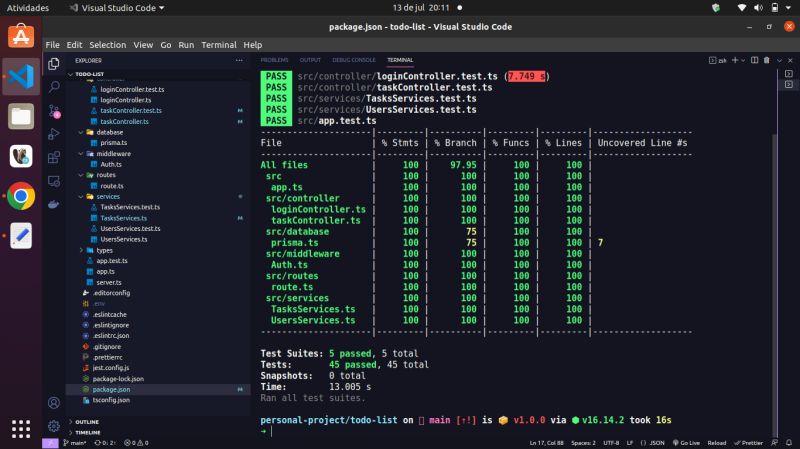 Atividades
Visual Studio Code
13 de jul 20:11
package.json - todo-list - Visual Studio Code
File Edit Selection View Go Run Terminal Help
EXPLORER
TODO-LIST
controller
loginController.test.ts
loginController.ts
taskController.test.ts M
taskController.ts M
database
prisma.ts
middleware
Auth.ts
routes
route.ts
services
TasksServices.test.ts
TasksServices.ts M
UsersServices.test.ts
UsersServices.ts
types
app.test.ts
app.ts
server.ts
.editorconfig
.env
.eslintcache
.eslintignore
.eslintrc.json
.gitignore
.prettierrc
jest.config.js
package-lock.json
package.json M
tsconfig.json
OUTLINE
TIMELINE
PROBLEMS OUTPUT DEBUG CONSOLE TERMINAL
zsh
PASS src/controller/loginController.test.ts (7.749 s)
PASS src/controller/taskController.test.ts
PASS src/services/TasksServices.test.ts
PASS src/services/UsersServices.test.ts
PASS src/app.test.ts
File | % Stmts | % Branch | % Funcs | % Lines | Uncovered Line #s
All files | 100 | 97.95 | 100 | 100 |
src | 100 | 100 | 100 | 100 |
app.ts | 100 | 100 | 100 | 100 |
src/controller | 100 | 100 | 100 | 100 |
loginController.ts | 100 | 100 | 100 | 100 |
taskController.ts | 100 | 100 | 100 | 100 |
src/database | 100 | 75 | 100 | 100 |
prisma.ts | 100 | 75 | 100 | 100 | 7
src/middleware | 100 | 100 | 100 | 100 |
Auth.ts | 100 | 100 | 100 | 100 |
src/routes | 100 | 100 | 100 | 100 |
route.ts | 100 | 100 | 100 | 100 |
src/services | 100 | 100 | 100 | 100 |
TasksServices.ts | 100 | 100 | 100 | 100 |
UsersServices.ts | 100 | 100 | 100 | 100 |
Test Suites: 5 passed, 5 total
Tests: 45 passed, 45 total
Snapshots: 0 total
Time: 13.005 s
Ran all test suites.
personal-project/todo-list on main [⇡!] is v1.0.0 via v16.14.2 took 16s
→
main* 0↓ 2↑ 0 0 Ln 17, Col 88 Spaces: 2 UTF-8 LF {} JSON Go Live Reload Prettier